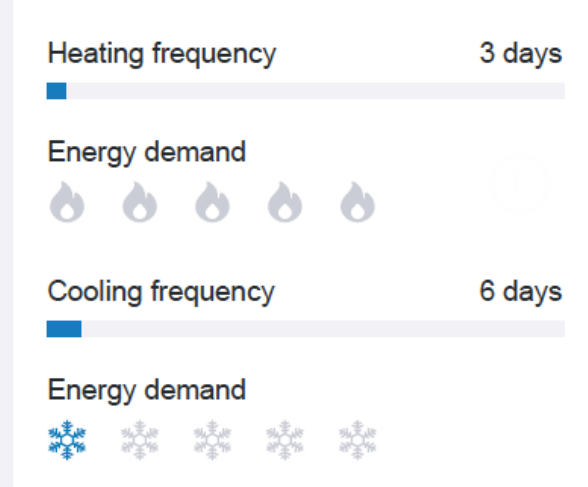 Heating frequency 3 days
Energy demand
Cooling frequency 6 days
Energy demand